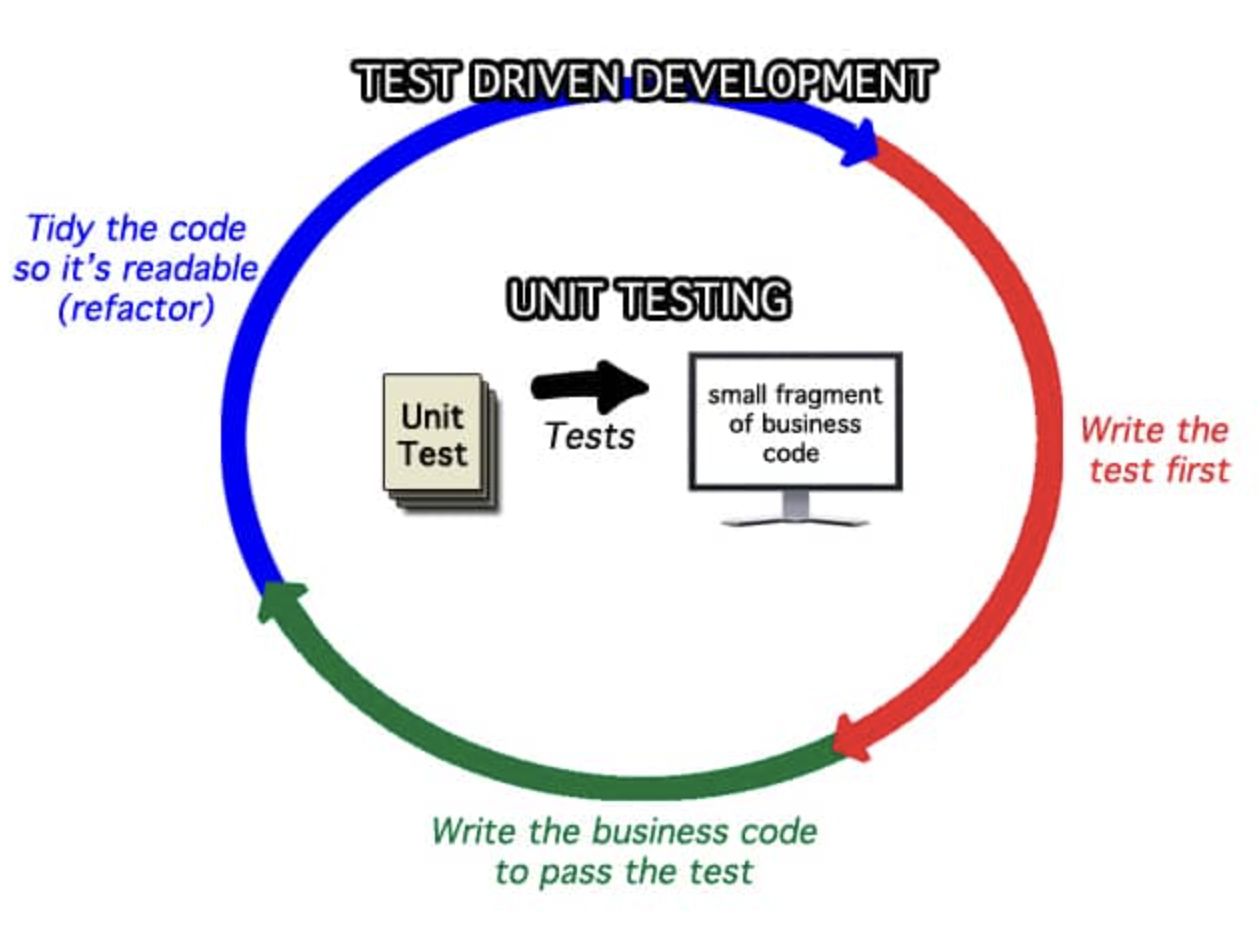 TEST DRIVEN DEVELOPMENT
Tidy the code
so it's readable
(refactor)
UNIT TESTING
Unit
Test
Tests
small fragment
of business
code
Write the
test first
Write the business code
to pass the test